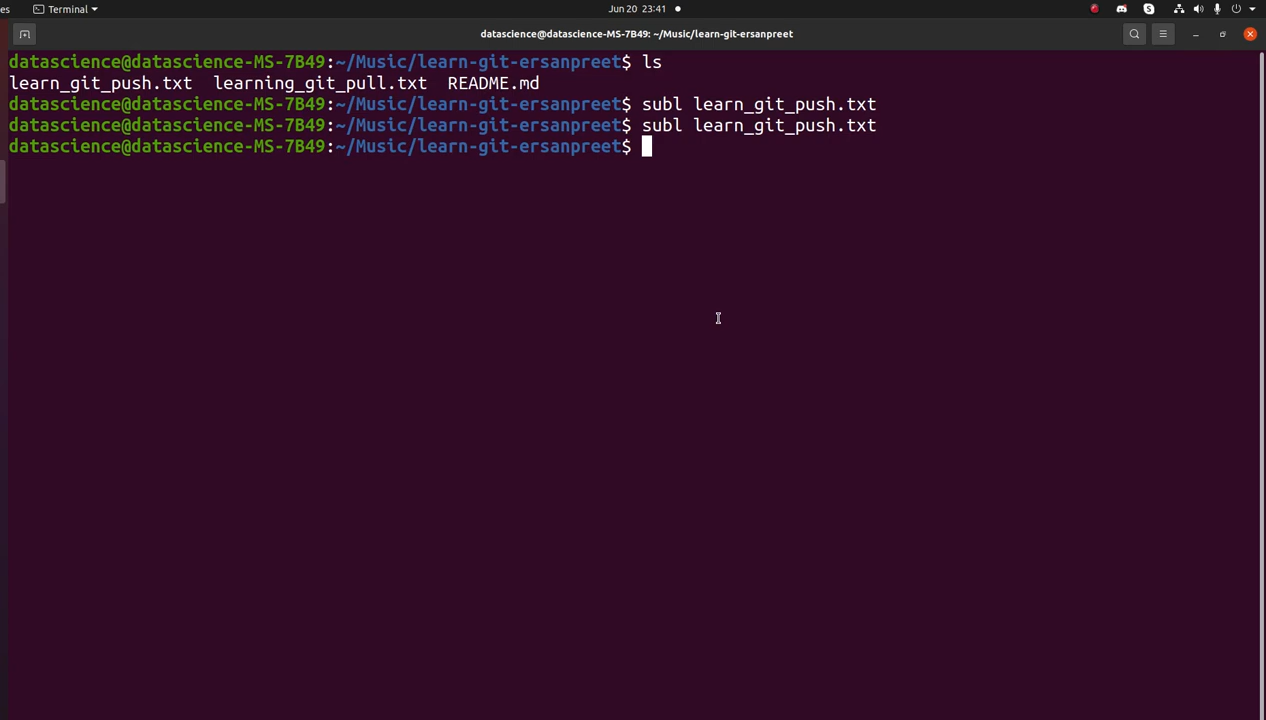 es Terminal Jun 20 23:41
datascience@datascience-MS-7B49: ~/Music/learn-git-ersanpreet
datascience@datascience-MS-7B49:~/Music/learn-git-ersanpreet$ ls
learn_git_push.txt learning_git_pull.txt README.md
datascience@datascience-MS-7B49:~/Music/learn-git-ersanpreet$ subl learn_git_push.txt
datascience@datascience-MS-7B49:~/Music/learn-git-ersanpreet$ subl learn_git_push.txt
datascience@datascience-MS-7B49:~/Music/learn-git-ersanpreet$